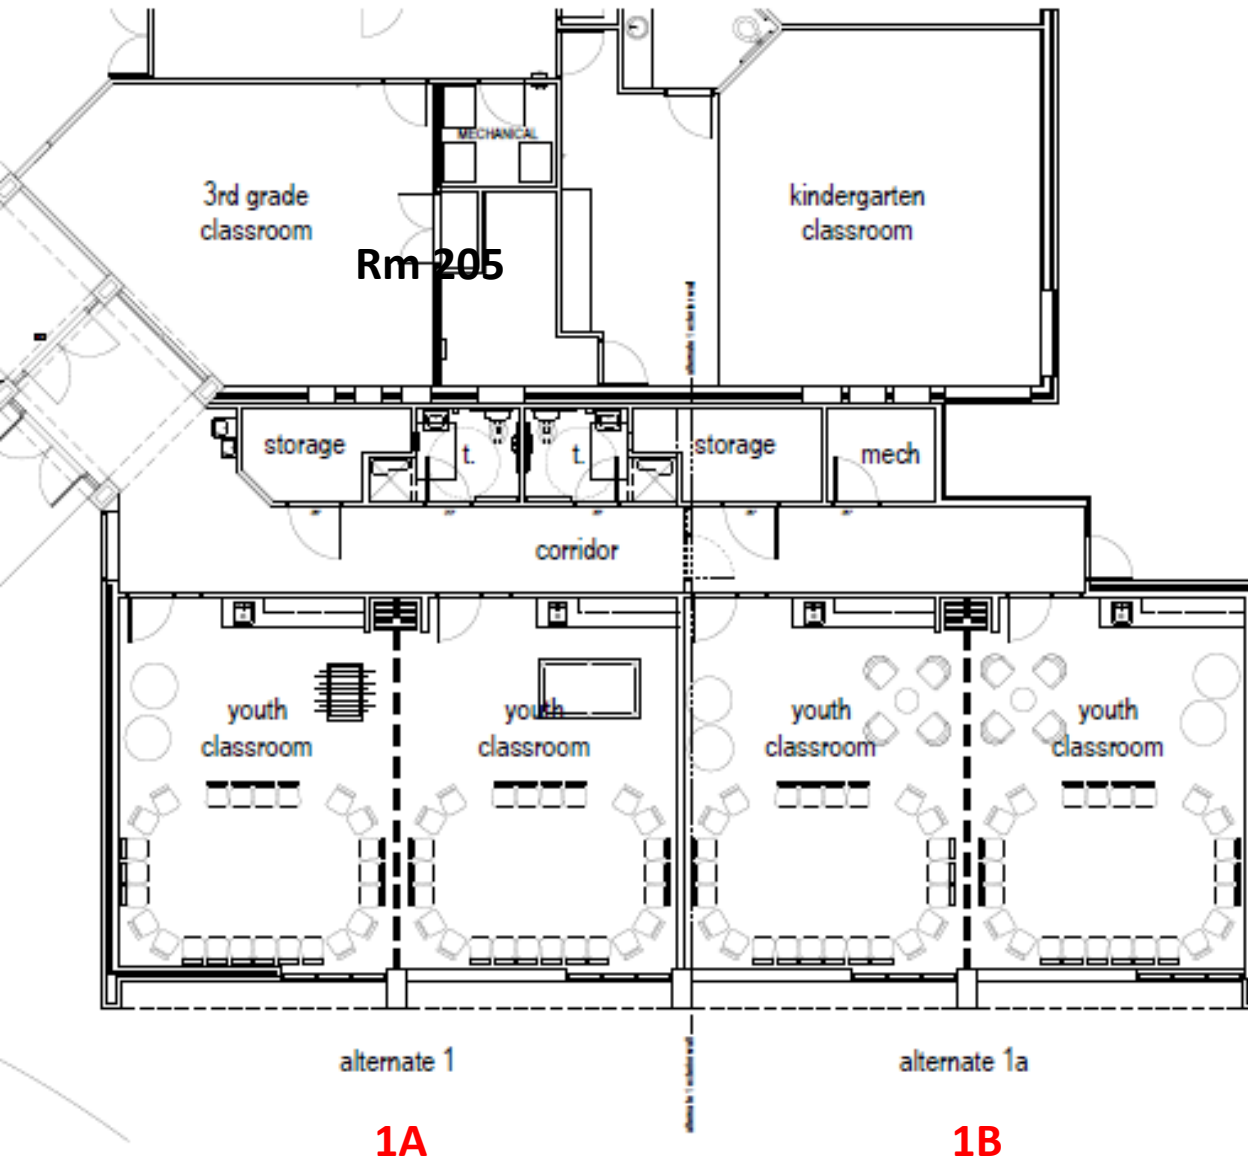 MECHANICAL
3rd grade
classroom
kindergarten
classroom
Rm 205
storage
t.
t.
storage
mech
corridor
youth
classroom
youth
classroom
youth
classroom
youth
classroom
alternate 1
alternate 1a
1A
1B